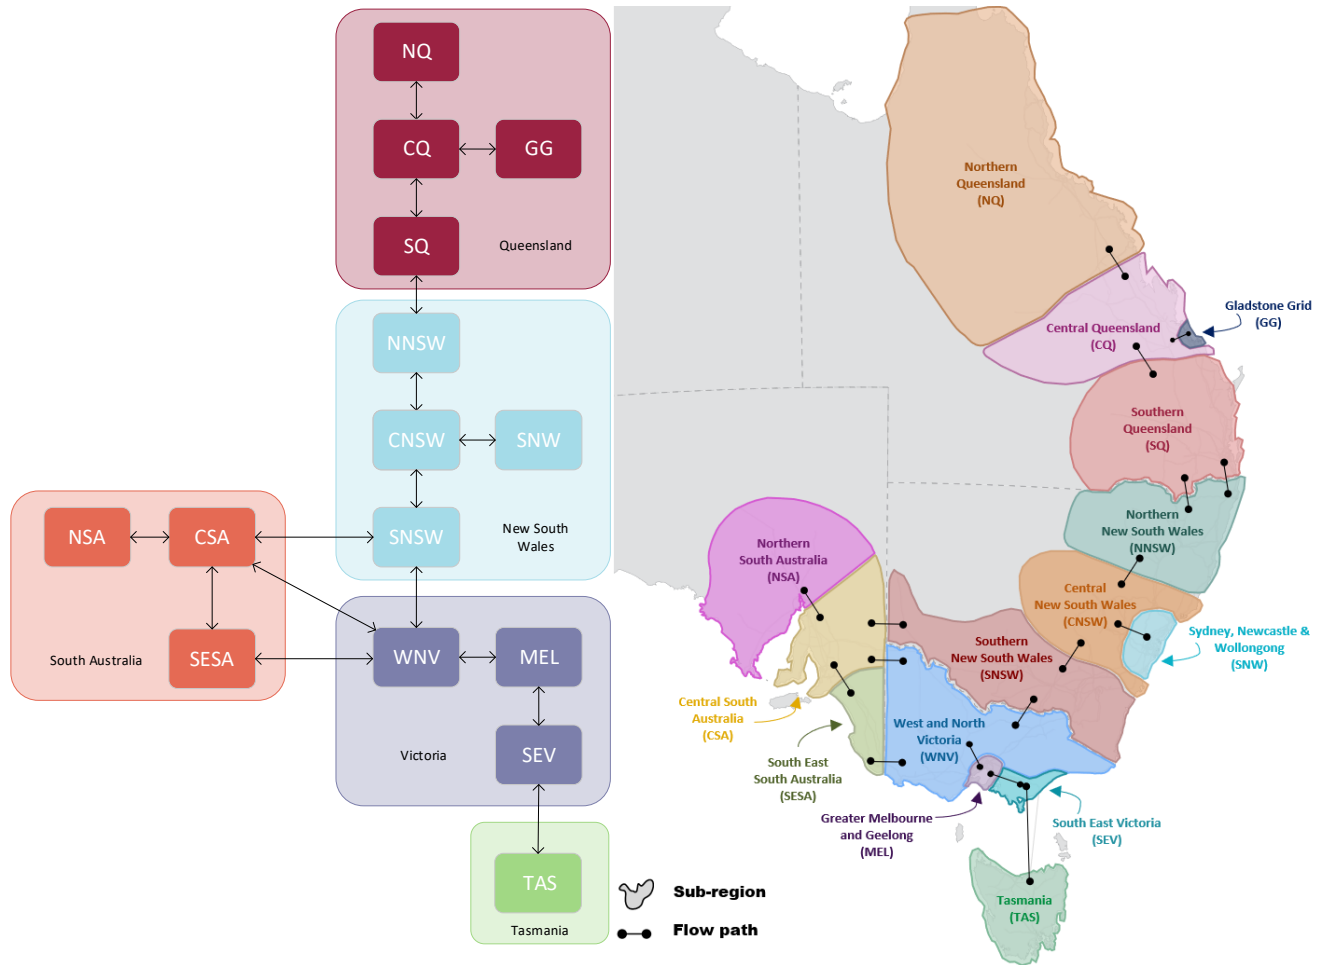 NQ
CQ
GG
SQ
Queensland
NNSW
CNSW
SNW
SNSW
New South
Wales
NSA
CSA
SESA
South Australia
WNV
MEL
SEV
Victoria
TAS
Tasmania
Northern
Queensland
(NQ)
Gladstone Grid
(GG)
Central Queensland
(CQ)
Southern
Queensland
(SQ)
Northern
New South Wales
(NNSW)
Northern
South Australia
(NSA)
Central
New South Wales
(CNSW)
Sydney, Newcastle &
Wollongong
(SNW)
Southern
New South Wales
(SNSW)
Central South
Australia
(CSA)
West and North
Victoria
(WNV)
South East
South Australia
(SESA)
Greater Melbourne
and Geelong
(MEL)
South East Victoria
(SEV)
Tasmania
(TAS)
Sub-region
Flow path